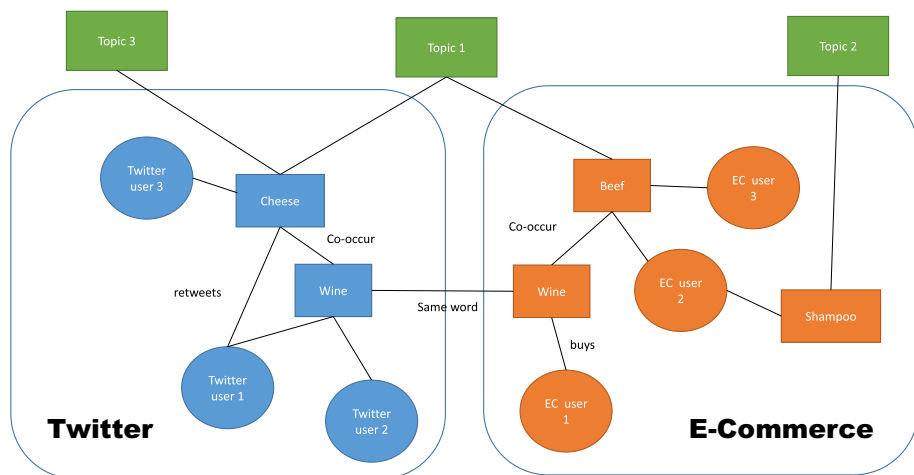 Topic 3
Topic 1
Topic 2
Twitter
user 3
Cheese
Beef
EC user
3
Co-occur
Co-occur
retweets
Wine
Same word
Wine
EC user
2
Shampoo
buys
Twitter
user 1
Twitter
user 2
EC user
1
Twitter
E-Commerce